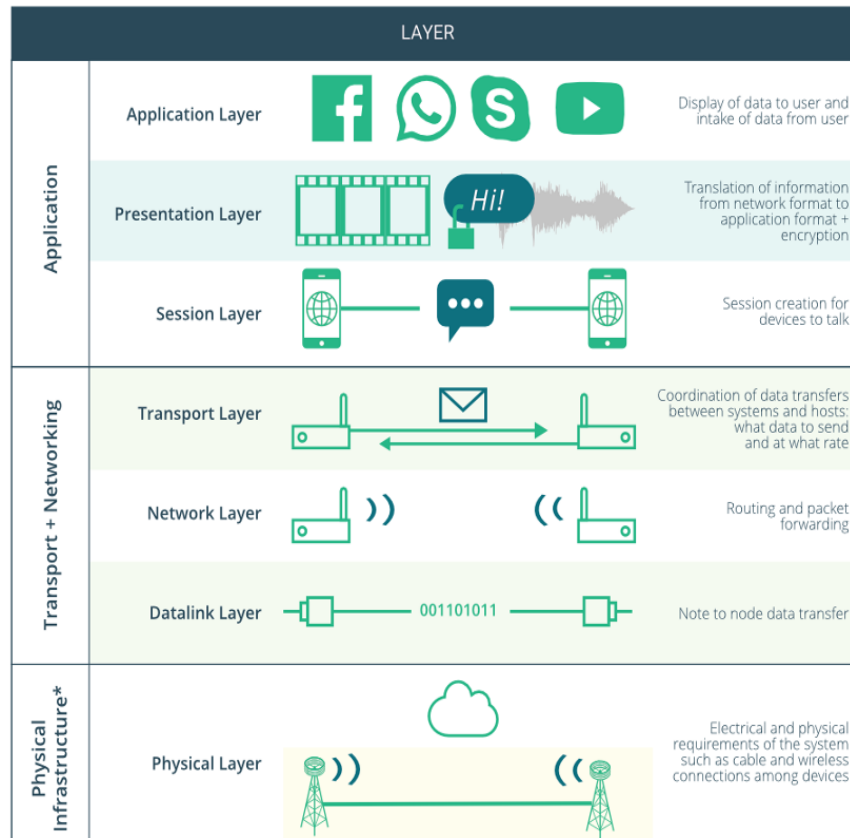 LAYER
Application
Application Layer
Display of data to user and
intake of data from user
Presentation Layer
Hi!
Translation of information
from network format to
application format +
encryption
Session Layer
Session creation for
devices to talk
Transport + Networking
Transport Layer
Coordination of data transfers
between systems and hosts:
what data to send
and at what rate
Network Layer
Routing and packet
forwarding
Datalink Layer
001101011
Note to node data transfer
Physical
Infrastructure*
Physical Layer
Electrical and physical
requirements of the system
such as cable and wireless
connections among devices